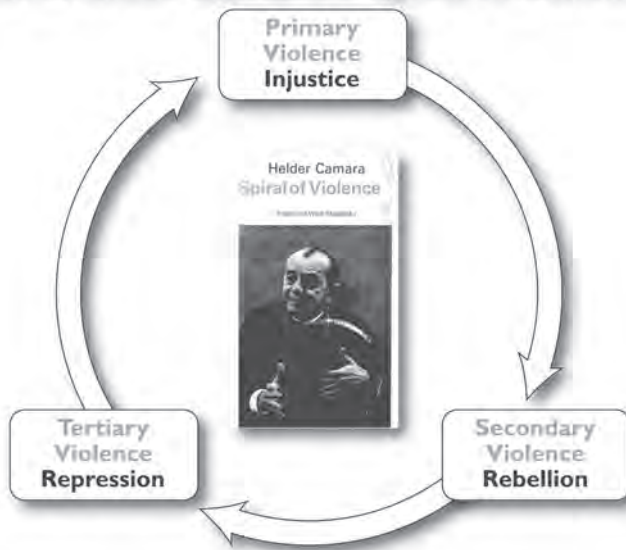 Primary
Violence
Injustice
Helder Camara
Spiral of Violence
Tertiary
Violence
Repression
Secondary
Violence
Rebellion